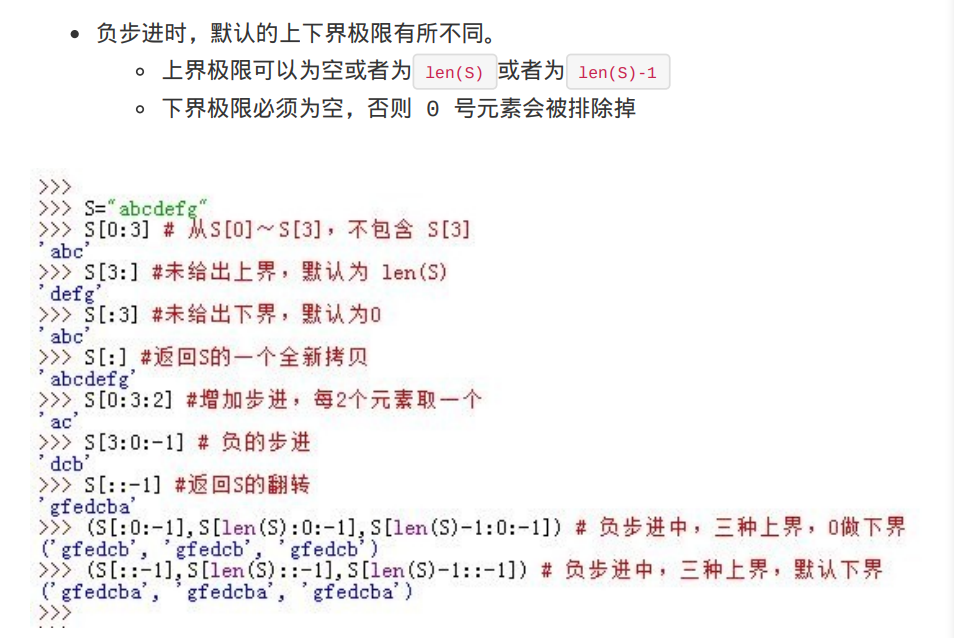 负步进时，默认的上下界极限有所不同。
上界极限可以为空或者为 len(S) 或者为 len(S)-1
下界极限必须为空，否则 0 号元素会被排除掉
>>>
>>> S="abcdefg"
>>> S[0:3] # 从S[0]～S[3]，不包含 S[3]
'abc'
>>> S[3:] #未给出上界，默认为 len(S)
'defg'
>>> S[:3] #未给出下界，默认为0
'abc'
>>> S[:] #返回S的一个全新拷贝
'abcdefg'
>>> S[0:3:2] #增加步进，每2个元素取一个
'ac'
>>> S[3:0:-1] # 负的步进
'dcb'
>>> S[::-1] #返回S的翻转
'gfedcba'
>>> (S[:0:-1],S[len(S):0:-1],S[len(S)-1:0:-1]) # 负步进中，三种上界，0做下界
('gfedcb', 'gfedcb', 'gfedcb')
>>> (S[::-1],S[len(S)::-1],S[len(S)-1::-1]) # 负步进中，三种上界，默认下界
('gfedcba', 'gfedcba', 'gfedcba')
>>>